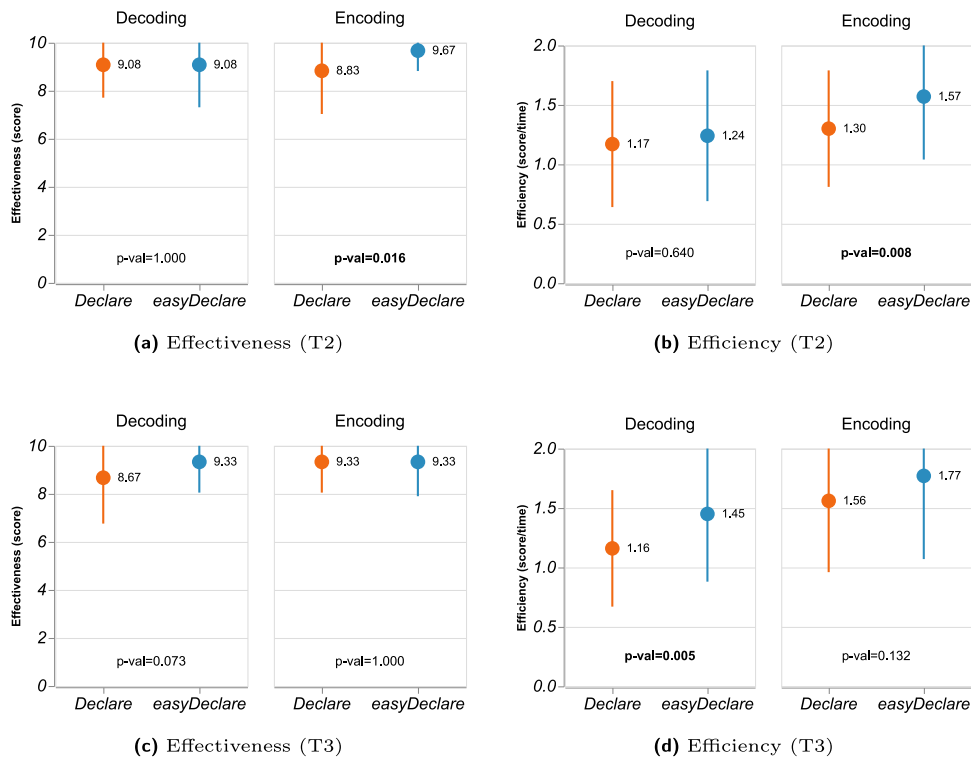 Decoding
Encoding
Effectiveness (score)
10
8
6
4
2
0
9.08
9.08
8.83
9.67
p-val=1.000
p-val=0.016
Declare
easyDeclare
Declare
easyDeclare
(a) Effectiveness (T2)
Decoding
Encoding
Efficiency (score/time)
2.0
1.5
1.0
0.5
0.0
1.17
1.24
1.30
1.57
p-val=0.640
p-val=0.008
Declare
easyDeclare
Declare
easyDeclare
(b) Efficiency (T2)
Decoding
Encoding
Effectiveness (score)
10
8
6
4
2
0
8.67
9.33
9.33
9.33
p-val=0.073
p-val=1.000
Declare
easyDeclare
Declare
easyDeclare
(c) Effectiveness (T3)
Decoding
Encoding
Efficiency (score/time)
2.0
1.5
1.0
0.5
0.0
1.16
1.45
1.56
1.77
p-val=0.005
p-val=0.132
Declare
easyDeclare
Declare
easyDeclare
(d) Efficiency (T3)